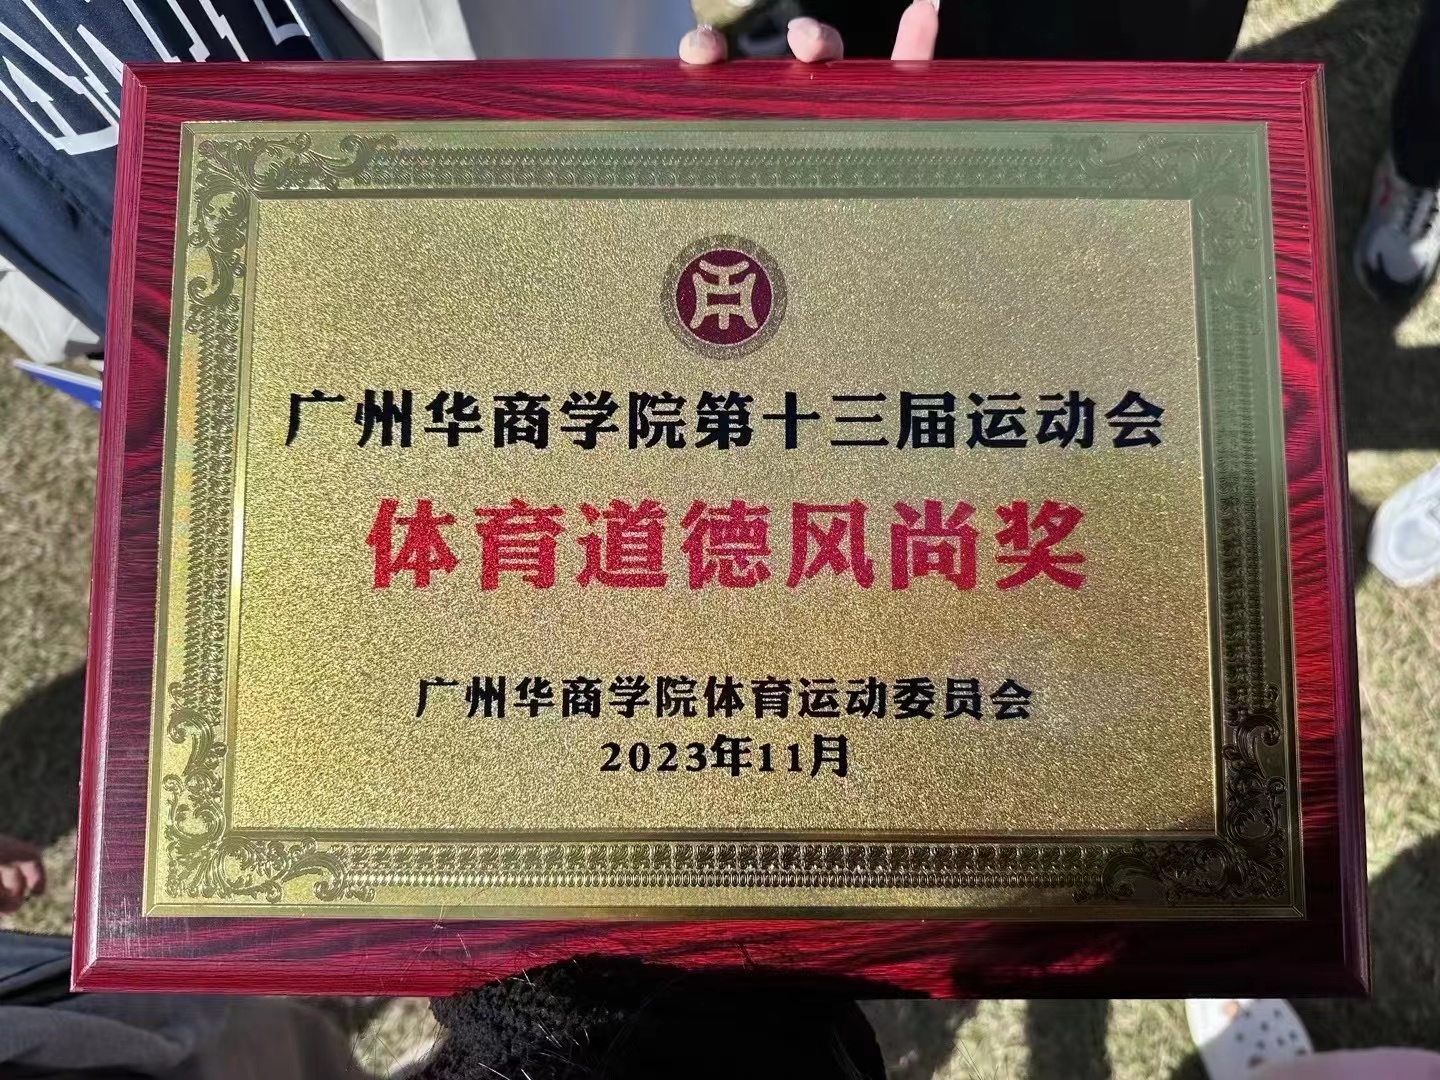 广州华商学院第十三届运动会
体育道德风尚奖
广州华商学院体育运动委员会
2023年11月